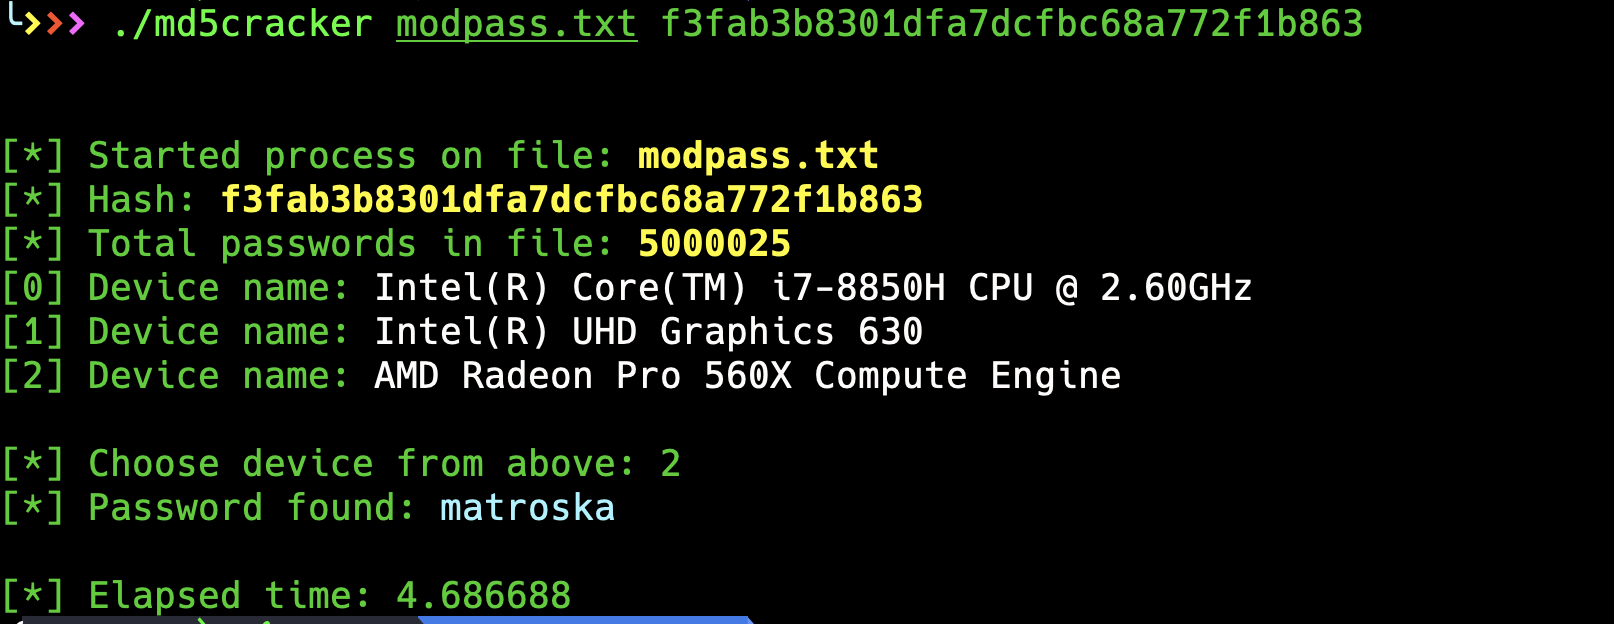 >>> ./md5cracker modpass.txt f3fab3b8301dfa7dcfbc68a772f1b863
[*] Started process on file: modpass.txt
[*] Hash: f3fab3b8301dfa7dcfbc68a772f1b863
[*] Total passwords in file: 5000025
[0] Device name: Intel(R) Core(TM) i7-8850H CPU @ 2.60GHz
[1] Device name: Intel(R) UHD Graphics 630
[2] Device name: AMD Radeon Pro 560X Compute Engine
[*] Choose device from above: 2
[*] Password found: matroska
[*] Elapsed time: 4.686688